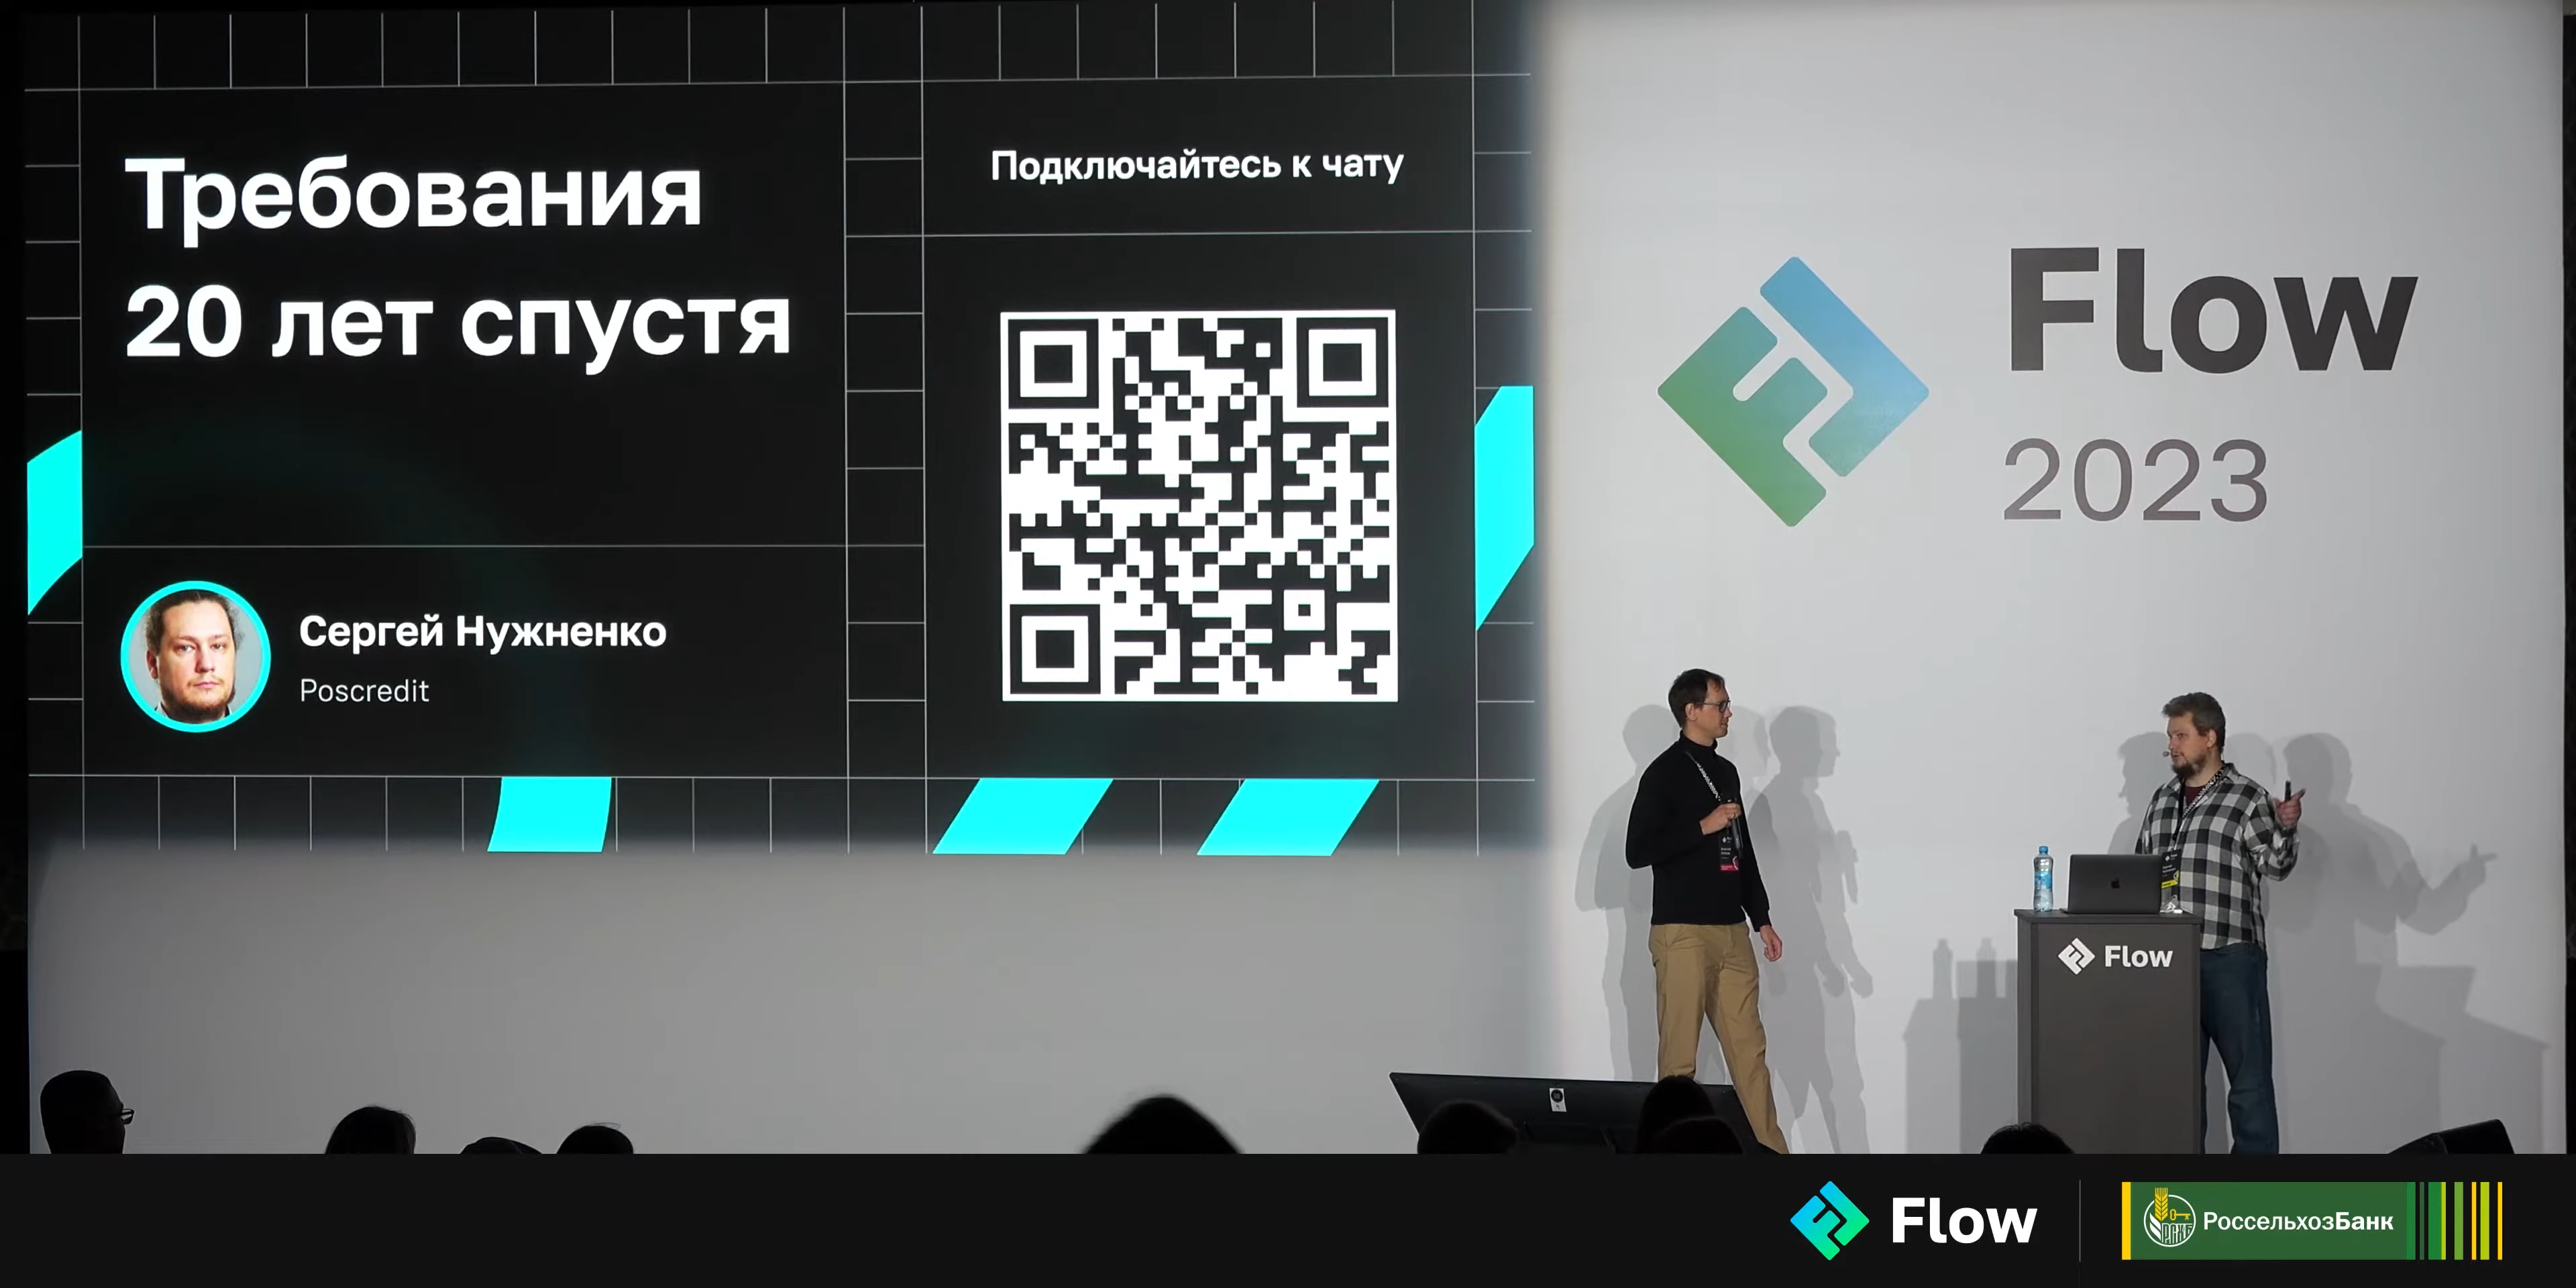 Требования
20 лет спустя
Сергей Нужненко
Poscredit
Подключайтесь к чату
Flow
2023
Flow
Flow
РоссельхозБанк